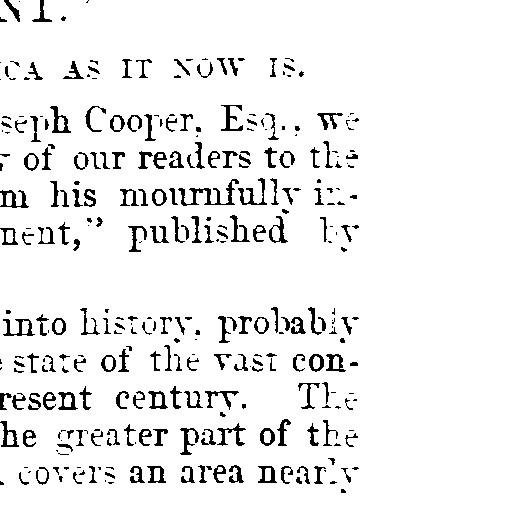 NT."
ICA AS IT NOW IS.
seph Cooper, Esq., we
of our readers to the
m his mournfully in-
nent," published by
into history, probably
state of the vast con-
resent century. The
he greater part of the
covers an area nearly